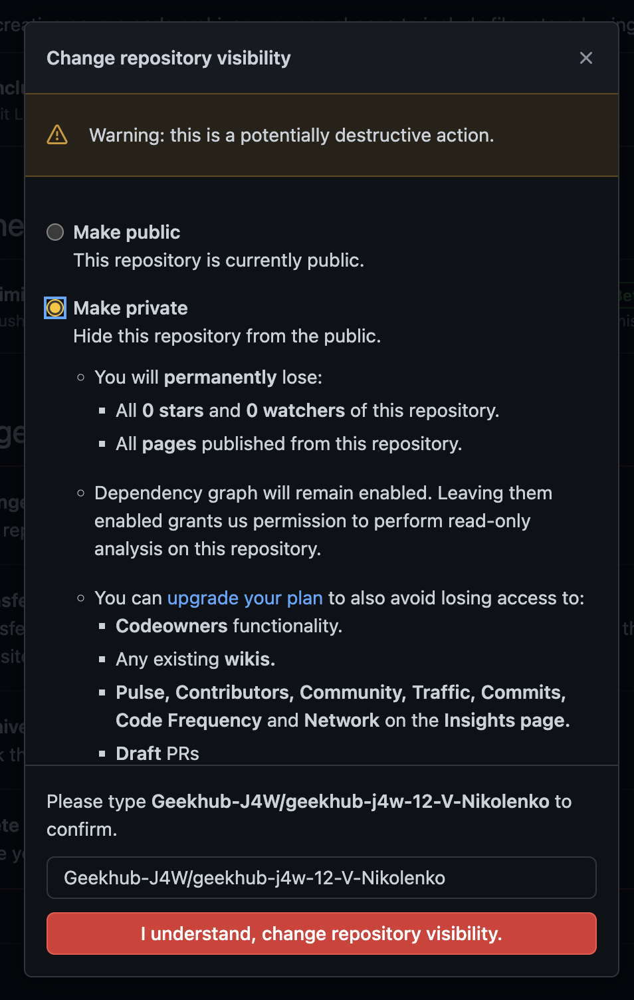 Change repository visibility
Warning: this is a potentially destructive action.
Make public
This repository is currently public.
Make private
Hide this repository from the public.
You will permanently lose:
All 0 stars and 0 watchers of this repository.
All pages published from this repository.
Dependency graph will remain enabled. Leaving them
enabled grants us permission to perform read-only
analysis on this repository.
You can upgrade your plan to also avoid losing access to:
Codeowners functionality.
Any existing wikis.
Pulse, Contributors, Community, Traffic, Commits,
Code Frequency and Network on the Insights page.
Draft PRs
Please type Geekhub-J4W/geekhub-j4w-12-V-Nikolenko to
confirm.
Geekhub-J4W/geekhub-j4w-12-V-Nikolenko
I understand, change repository visibility.